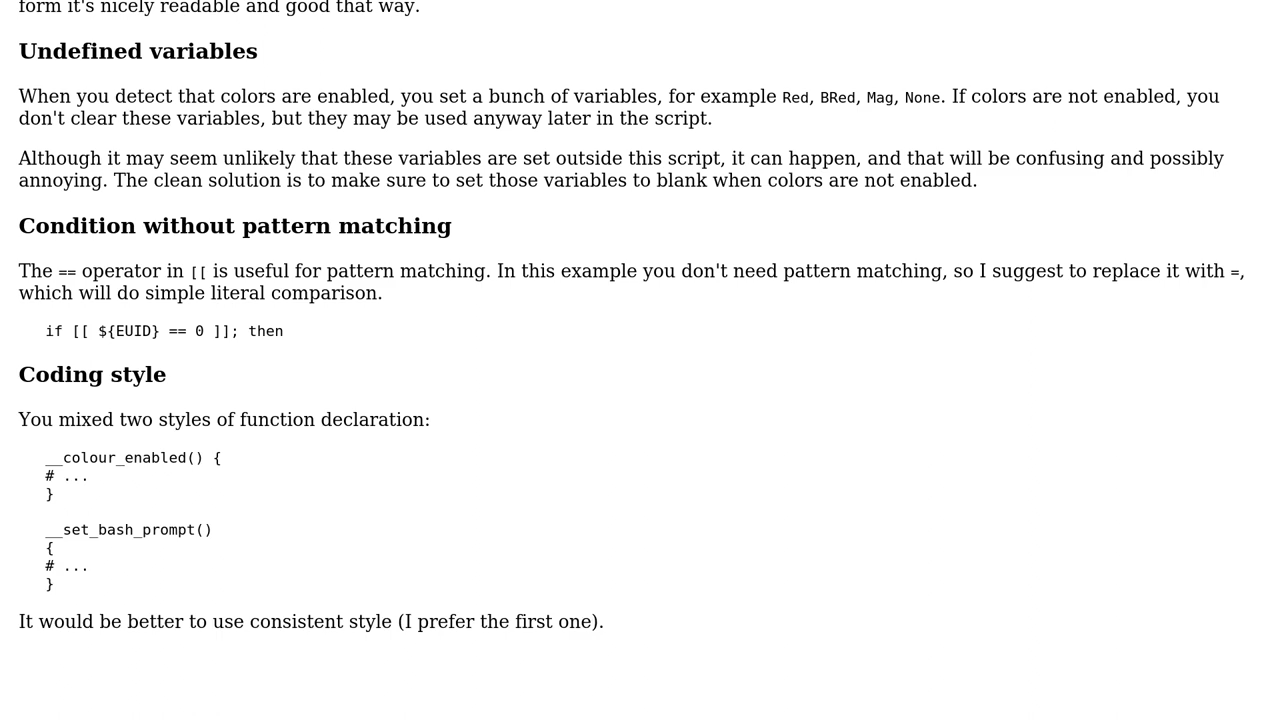 form it's nicely readable and good that way.
Undefined variables
When you detect that colors are enabled, you set a bunch of variables, for example Red, BRed, Mag, None. If colors are not enabled, you
don't clear these variables, but they may be used anyway later in the script.
Although it may seem unlikely that these variables are set outside this script, it can happen, and that will be confusing and possibly
annoying. The clean solution is to make sure to set those variables to blank when colors are not enabled.
Condition without pattern matching
The == operator in [[ is useful for pattern matching. In this example you don't need pattern matching, so I suggest to replace it with =,
which will do simple literal comparison.
if [[ ${EUID} == 0 ]]; then
Coding style
You mixed two styles of function declaration:
__colour_enabled() {
# ...
}
__set_bash_prompt()
{
# ...
}
It would be better to use consistent style (I prefer the first one).